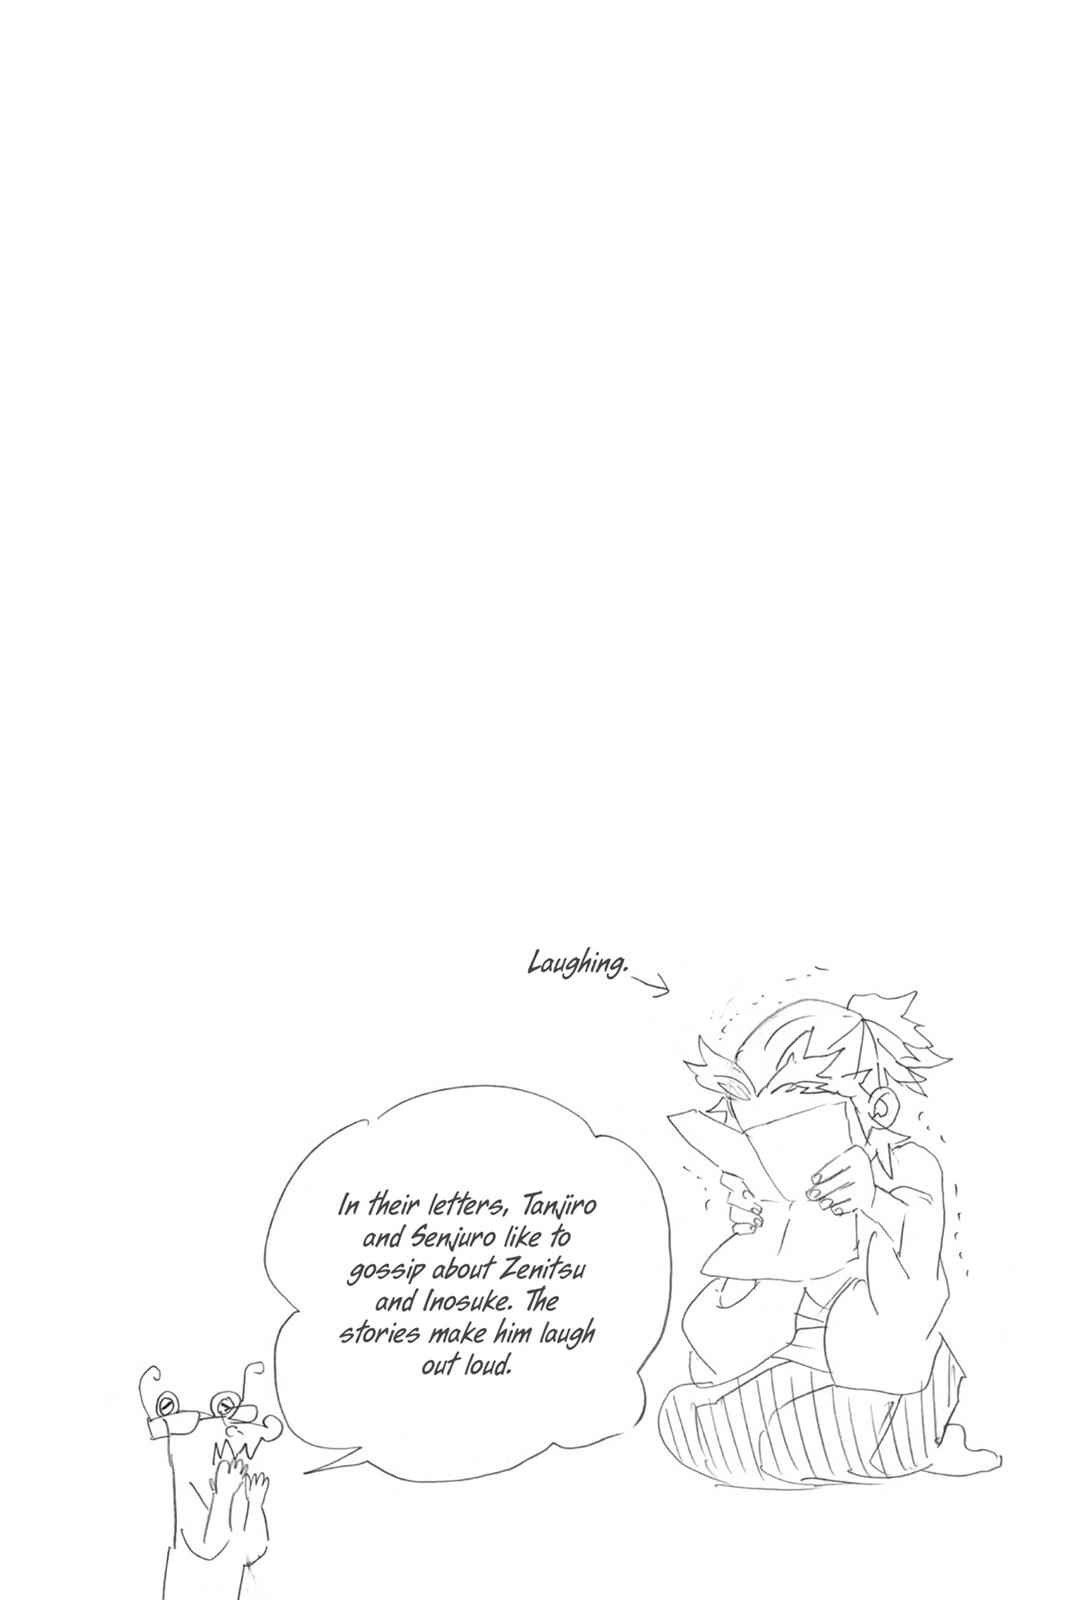 Laughing.
In their letters, Tanjiro
and Senjuro like to
gossip about Zenitsu
and Inosuke. The
stories make him laugh
out loud.